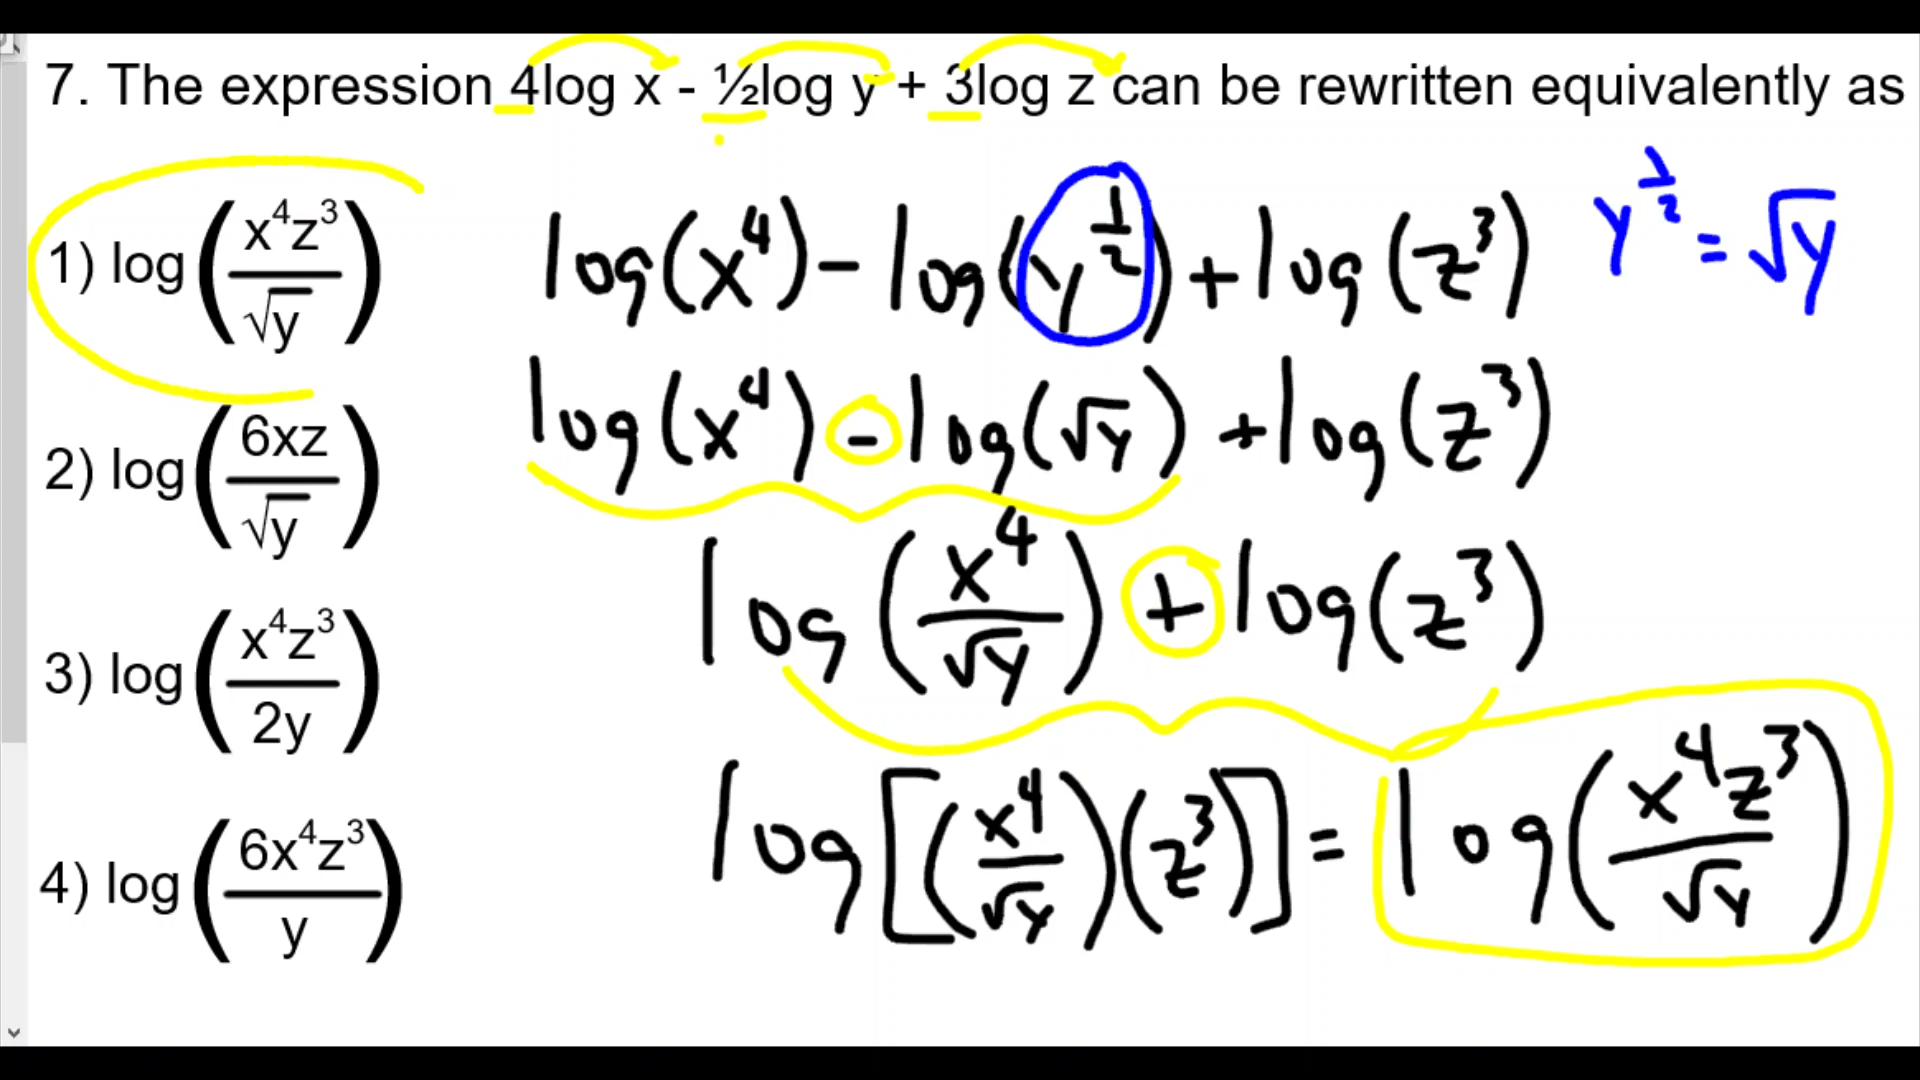 7. The expression 4log x - ½log y + 3log z can be rewritten equivalently as
1) log (x⁴z³/√y)
2) log (6xz/√y)
3) log (x⁴z³/2y)
4) log (6x⁴z³/y)
log(x⁴) - log(y^½) + log(z³)
y^½ = √y
log(x⁴) - log(√y) + log(z³)
log(x⁴/√y) + log(z³)
log[(x⁴/√y)(z³)] = log(x⁴z³/√y)